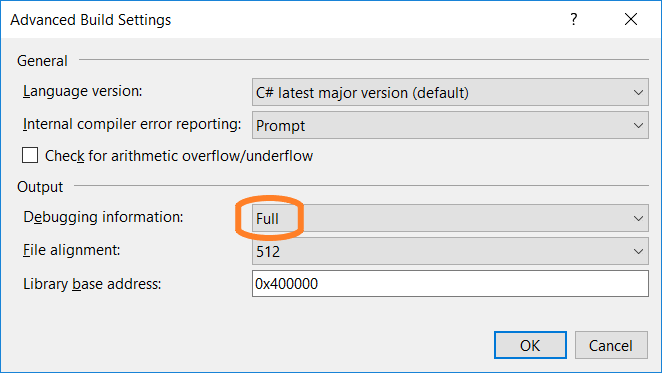 Advanced Build Settings ?
General
Language version: C# latest major version (default)
Internal compiler error reporting: Prompt
Check for arithmetic overflow/underflow
Output
Debugging information: Full
File alignment: 512
Library base address: 0x400000
OK Cancel